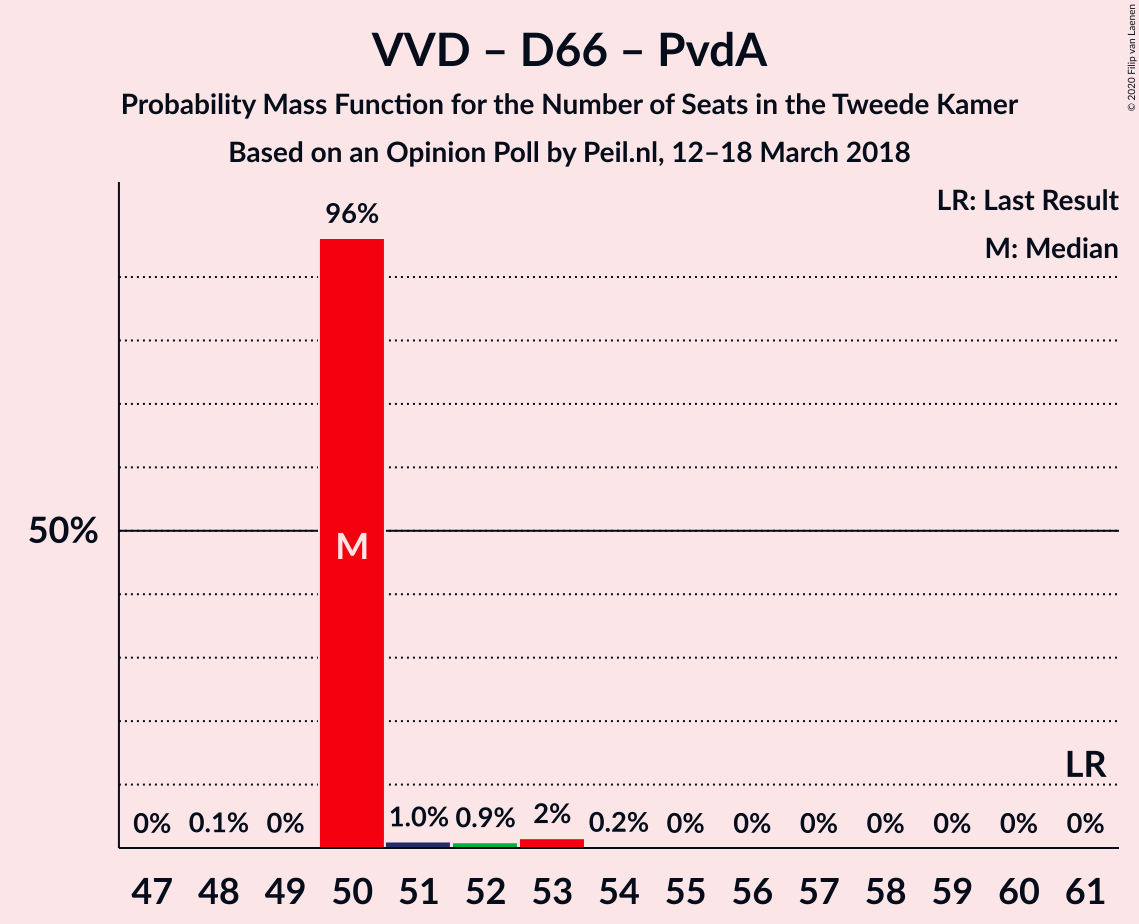 VVD – D66 – PvdA
Probability Mass Function for the Number of Seats in the Tweede Kamer
Based on an Opinion Poll by Peil.nl, 12–18 March 2018
© 2020 Filip van Laenen
LR: Last Result
M: Median
96%
50%
M
LR
0% 0.1% 0% 1.0% 0.9% 2% 0.2% 0% 0% 0% 0% 0% 0% 0%
47 48 49 50 51 52 53 54 55 56 57 58 59 60 61